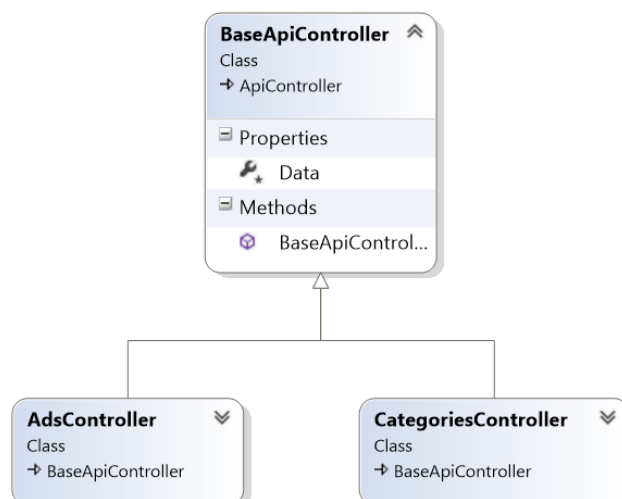 BaseApiController
Class
ApiController
Properties
Data
Methods
BaseApiControl...
AdsController
Class
BaseApiController
CategoriesController
Class
BaseApiController